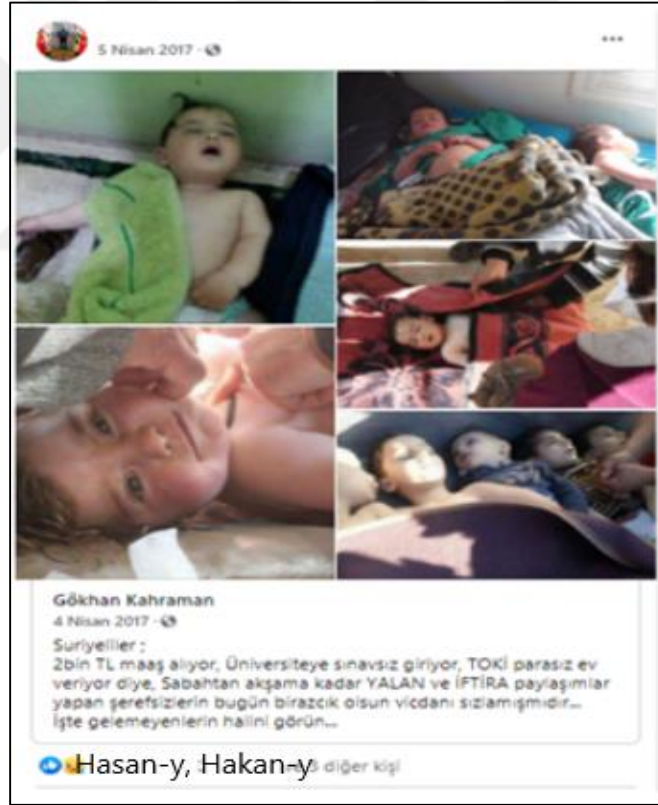 5 Nisan 2017
Gökhan Kahraman
4 Nisan 2017
Suriyeliler ;
2bin TL maaş alıyor, Üniversiteye sınavsız giriyor, TOKİ parasız ev
veriyor diye, Sabahtan akşama kadar YALAN ve İFTİRA paylaşımlar
yapan şerefsizlerin bugün birazcık olsun vicdanı sızlamışmıdır...
İşte gelemeyenlerin halini görün...
Hasan-y, Hakan-y diğer kişi